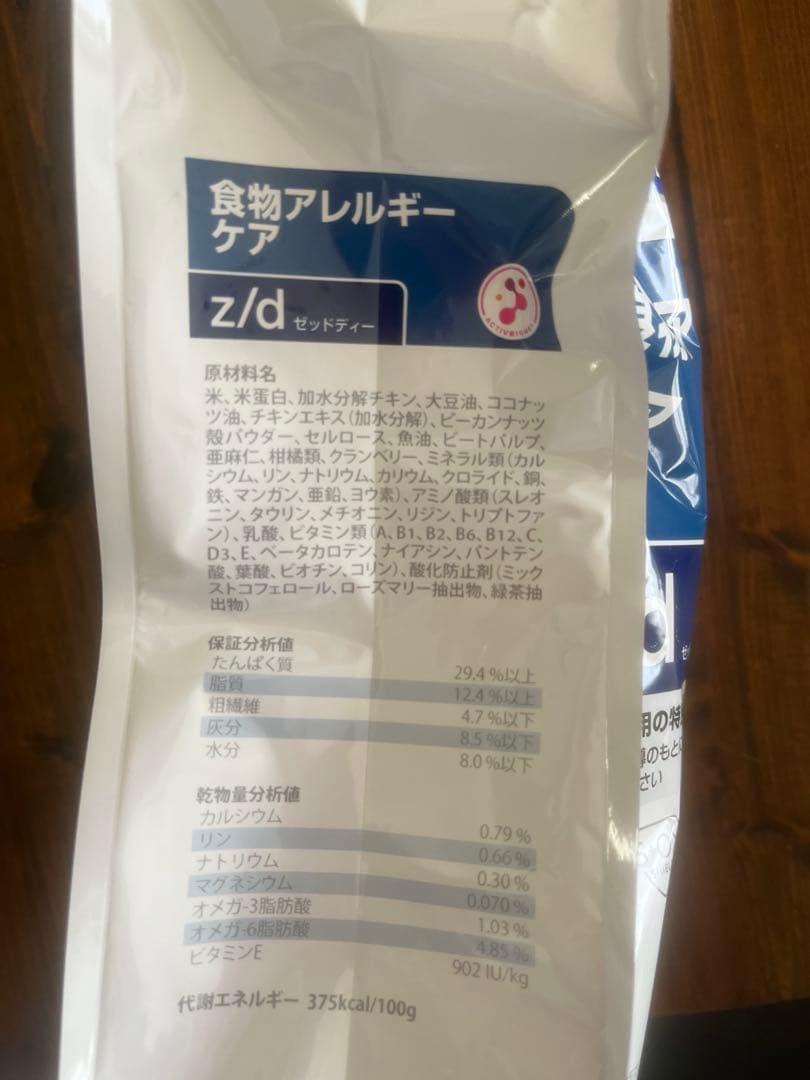 食物アレルギー
ケア
z/d ゼッドディー
ACTIVBIOME+
原材料名
米、米蛋白、加水分解チキン、大豆油、ココナッ
ツ油、チキンエキス(加水分解)、ピーカンナッツ
殻パウダー、セルロース、魚油、ビートパルプ、
亜麻仁、柑橘類、クランベリー、ミネラル類(カル
シウム、リン、ナトリウム、カリウム、クロライド、銅、
鉄、マンガン、亜鉛、ヨウ素)、アミノ酸類(スレオ
ニン、タウリン、メチオニン、リジン、トリプトファ
ン)、乳酸、ビタミン類(A、B1、B2、B6、B12、C、
D3、E、ベータカロテン、ナイアシン、パントテン
酸、葉酸、ビオチン、コリン)、酸化防止剤(ミック
ストコフェロール、ローズマリー抽出物、緑茶抽
出物)
保証分析値
たんぱく質 29.4%以上
脂質 12.4%以上
粗繊維 4.7%以下
灰分 8.5%以下
水分 8.0%以下
乾物量分析値
カルシウム 0.79%
リン 0.66%
ナトリウム 0.30%
マグネシウム 0.070%
オメガ-3脂肪酸 1.03%
オメガ-6脂肪酸 4.85%
ビタミンE 902 IU/kg
代謝エネルギー 375kcal/100g
d
用の特
導のもと
さい